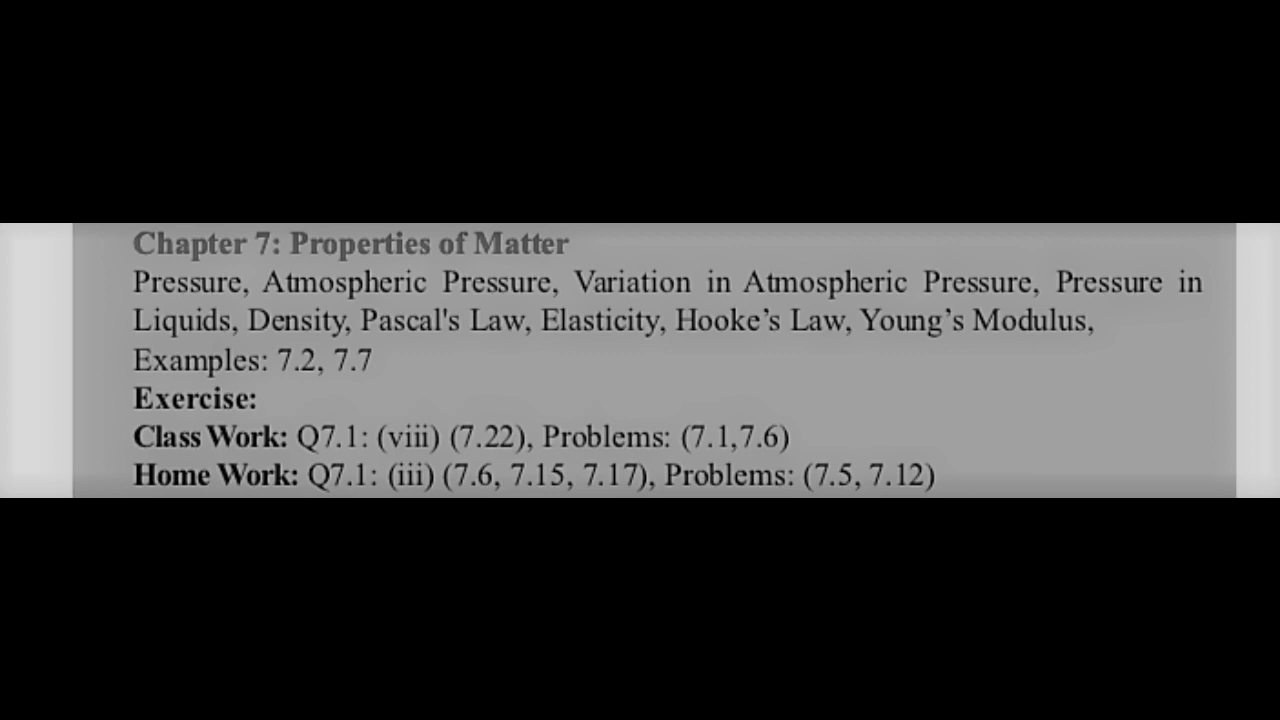 Chapter 7: Properties of Matter
Pressure, Atmospheric Pressure, Variation in Atmospheric Pressure, Pressure in
Liquids, Density, Pascal's Law, Elasticity, Hooke’s Law, Young’s Modulus,
Examples: 7.2, 7.7
Exercise:
Class Work: Q7.1: (viii) (7.22), Problems: (7.1,7.6)
Home Work: Q7.1: (iii) (7.6, 7.15, 7.17), Problems: (7.5, 7.12)